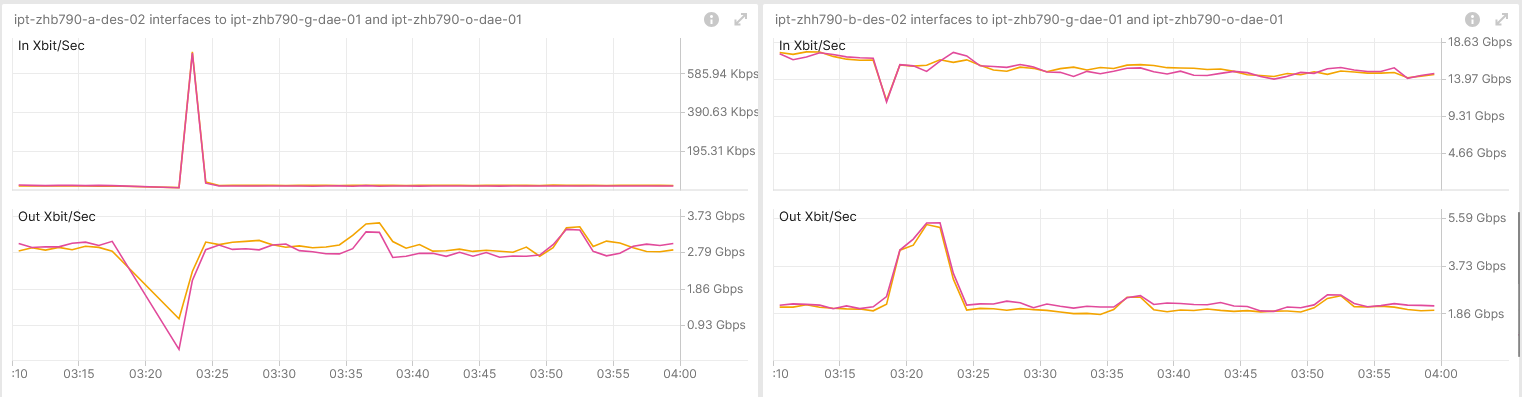 ipt-zhb790-a-des-02 interfaces to ipt-zhb790-g-dae-01 and ipt-zhb790-o-dae-01
In Xbit/Sec
585.94 Kbps
390.63 Kbps
195.31 Kbps
Out Xbit/Sec
3.73 Gbps
2.79 Gbps
1.86 Gbps
0.93 Gbps
:10 03:15 03:20 03:25 03:30 03:35 03:40 03:45 03:50 03:55 04:00
ipt-zhh790-b-des-02 interfaces to ipt-zhb790-g-dae-01 and ipt-zhb790-o-dae-01
In Xbit/Sec
18.63 Gbps
13.97 Gbps
9.31 Gbps
4.66 Gbps
Out Xbit/Sec
5.59 Gbps
3.73 Gbps
1.86 Gbps
:10 03:15 03:20 03:25 03:30 03:35 03:40 03:45 03:50 03:55 04:00